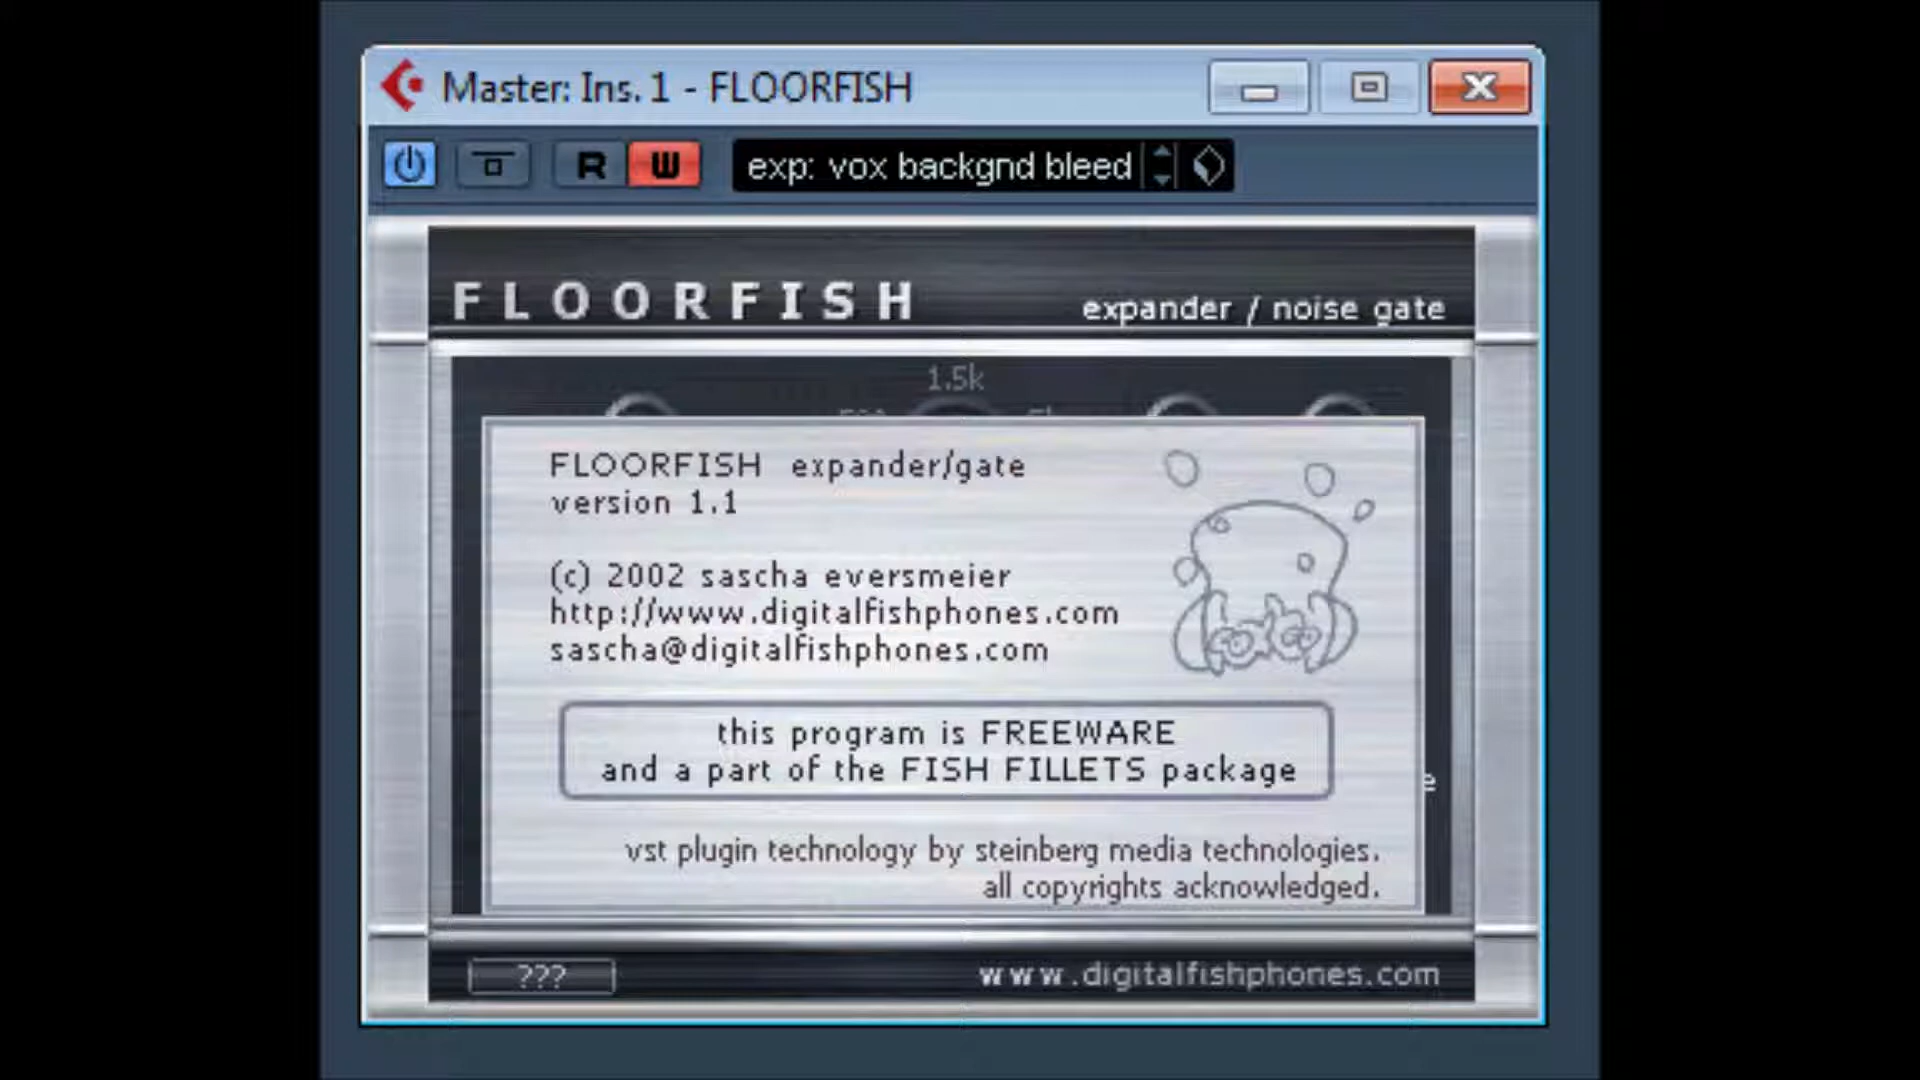 Master: Ins. 1 - FLOORFISH
R W exp: vox backgnd bleed
FLOORFISH
expander / noise gate
1.5k
FLOORFISH expander/gate
version 1.1
(c) 2002 sascha eversmeier
http://www.digitalfishphones.com
sascha@digitalfishphones.com
this program is FREEWARE
and a part of the FISH FILLETS package
vst plugin technology by steinberg media technologies.
all copyrights acknowledged.
???
www.digitalfishphones.com